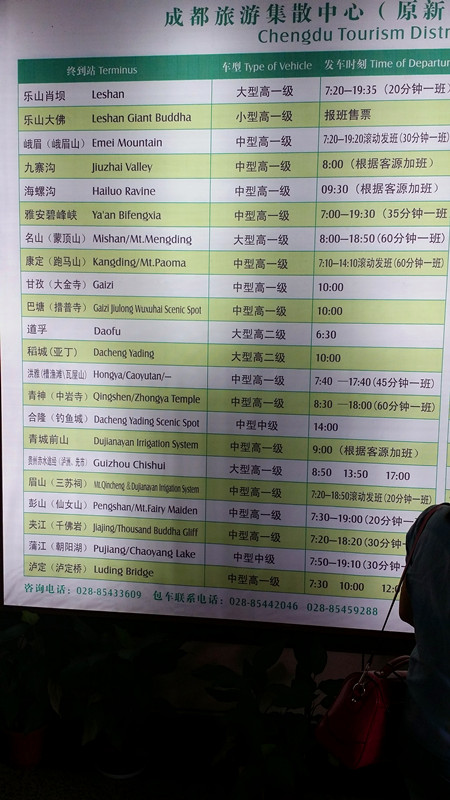 成都旅游集散中心（原新
Chengdu Tourism Distr
终到站 Terminus 车型 Type of Vehicle 发车时刻 Time of Departur
乐山肖坝 Leshan 大型高一级 7:20—19:35（20分钟一班）
乐山大佛 Leshan Giant Buddha 小型高一级 报班售票
峨眉（峨眉山） Emei Mountain 中型高一级 7:20—19:20滚动发班(30分钟一班)
九寨沟 Jiuzhai Valley 中型高一级 8:00（根据客源加班）
海螺沟 Hailuo Ravine 中型高一级 09:30（根据客源加班）
雅安碧峰峡 Ya'an Bifengxia 中型高一级 7:00—19:30（35分钟一班
名山（蒙顶山） Mishan/Mt.Mengding 大型高一级 8:00—18:50(60分钟一班)
康定（跑马山） Kangding/Mt.Paoma 中型高一级 7:10—14:10滚动发班(60分钟一班)
甘孜（大金寺） Gaizi 中型高一级 10:00
巴塘（措普寺） Gaizi Jiulong Wuxuhai Scenic Spot 中型高一级 10:00
道孚 Daofu 大型高二级 6:30
稻城(亚丁) Dacheng Yading 大型高二级 10:00
洪雅(槽渔滩)(瓦屋山) Hongya/Caoyutan/— 中型高一级 7:40 —17:40(45分钟一班)
青神（中岩寺） Qingshen/Zhongya Temple 中型高一级 8:30 —18:00(60分钟一班)
合隆（钓鱼城） Dacheng Yading Scenic Spot 中型中级 14:00
青城前山 Dujianayan Irrigation System 中型高一级 9:00（根据客源加班）
Guizhou Chishui 大型高一级 8:50 13:50 17:00
眉山（三苏祠） Mt.Qincheng & Dujianayan Irrigation System 中型高一级 7:20—18:50滚动发班(20分钟一班)
彭山（仙女山） Pengshan/Mt.Fairy Maiden 中型高一级 7:30—19:00(20分钟一
夹江（千佛岩） Jiajing/Thousand Buddha Gliff 中型高一级 7:20—18:20(30分钟一
蒲江（朝阳湖） Pujiang/Chaoyang Lake 中型中级 7:50—19:10(30分钟一
泸定（泸定桥） Luding Bridge 中型高一级 7:30 10:00 12:0
咨询电话：028-85433609 包车联系电话：028-85442046 028-85459288